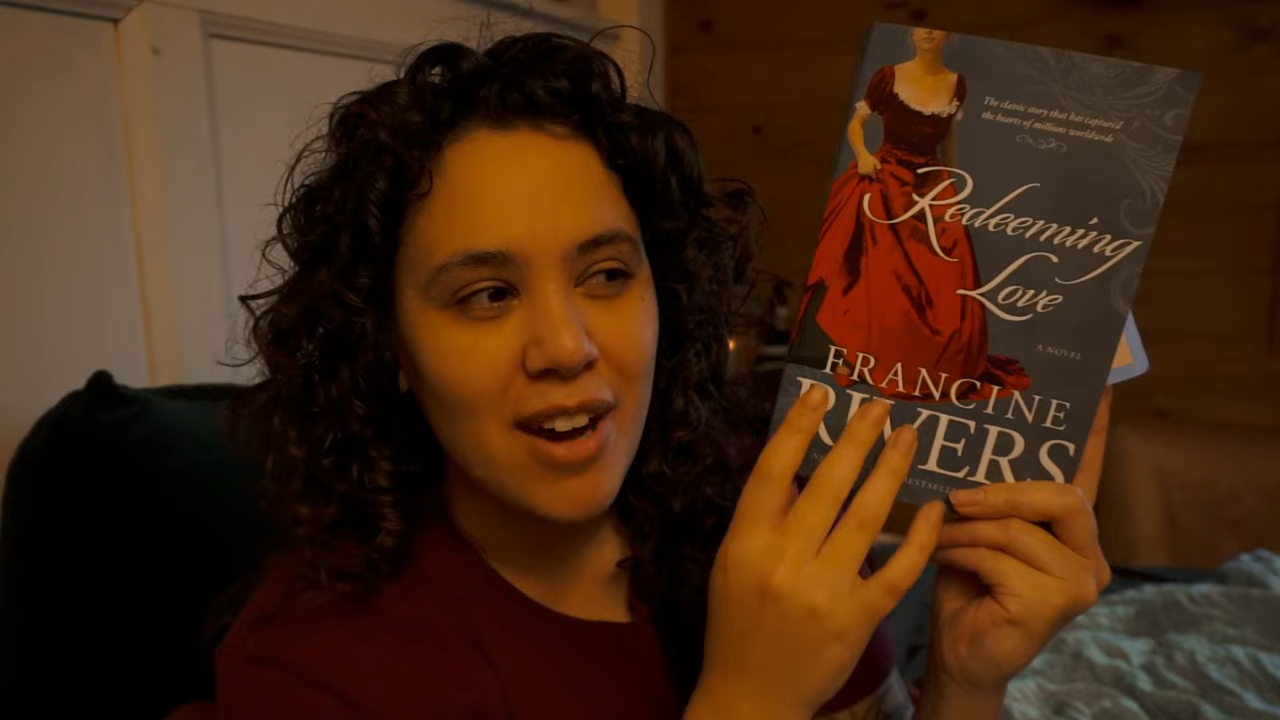 The classic story that has captured
the hearts of millions worldwide
Redeeming
Love
A NOVEL
FRANCINE
RIVERS